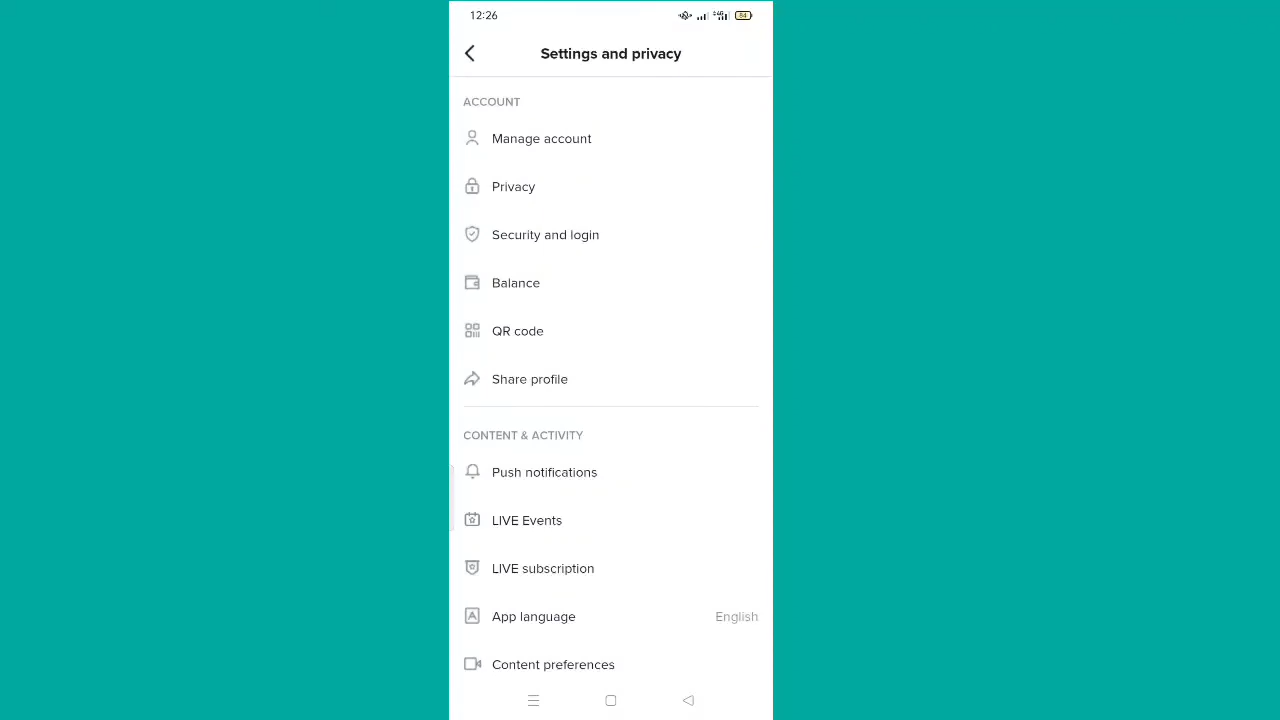 12:26
84
Settings and privacy
ACCOUNT
Manage account
Privacy
Security and login
Balance
QR code
Share profile
CONTENT & ACTIVITY
Push notifications
LIVE Events
LIVE subscription
App language English
Content preferences